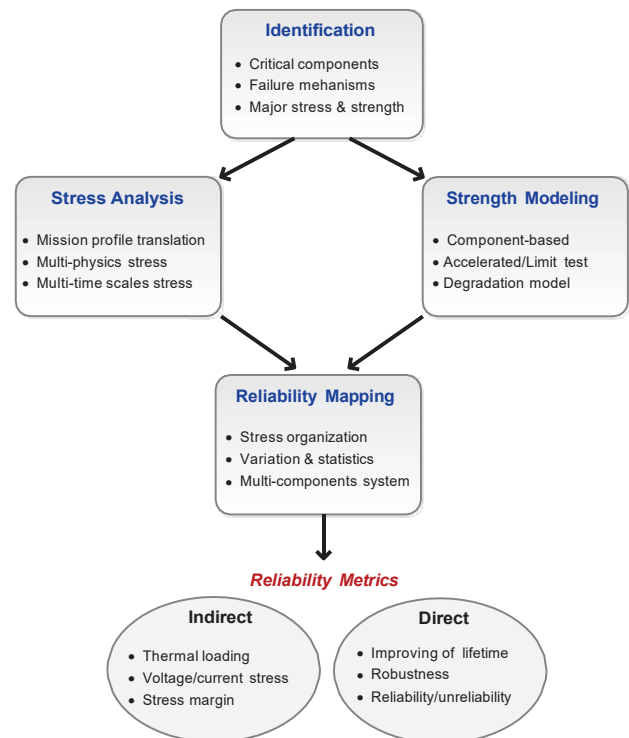 Identification
• Critical components
• Failure mehanisms
• Major stress & strength
Stress Analysis
• Mission profile translation
• Multi-physics stress
• Multi-time scales stress
Strength Modeling
• Component-based
• Accelerated/Limit test
• Degradation model
Reliability Mapping
• Stress organization
• Variation & statistics
• Multi-components system
Reliability Metrics
Indirect
• Thermal loading
• Voltage/current stress
• Stress margin
Direct
• Improving of lifetime
• Robustness
• Reliability/unreliability